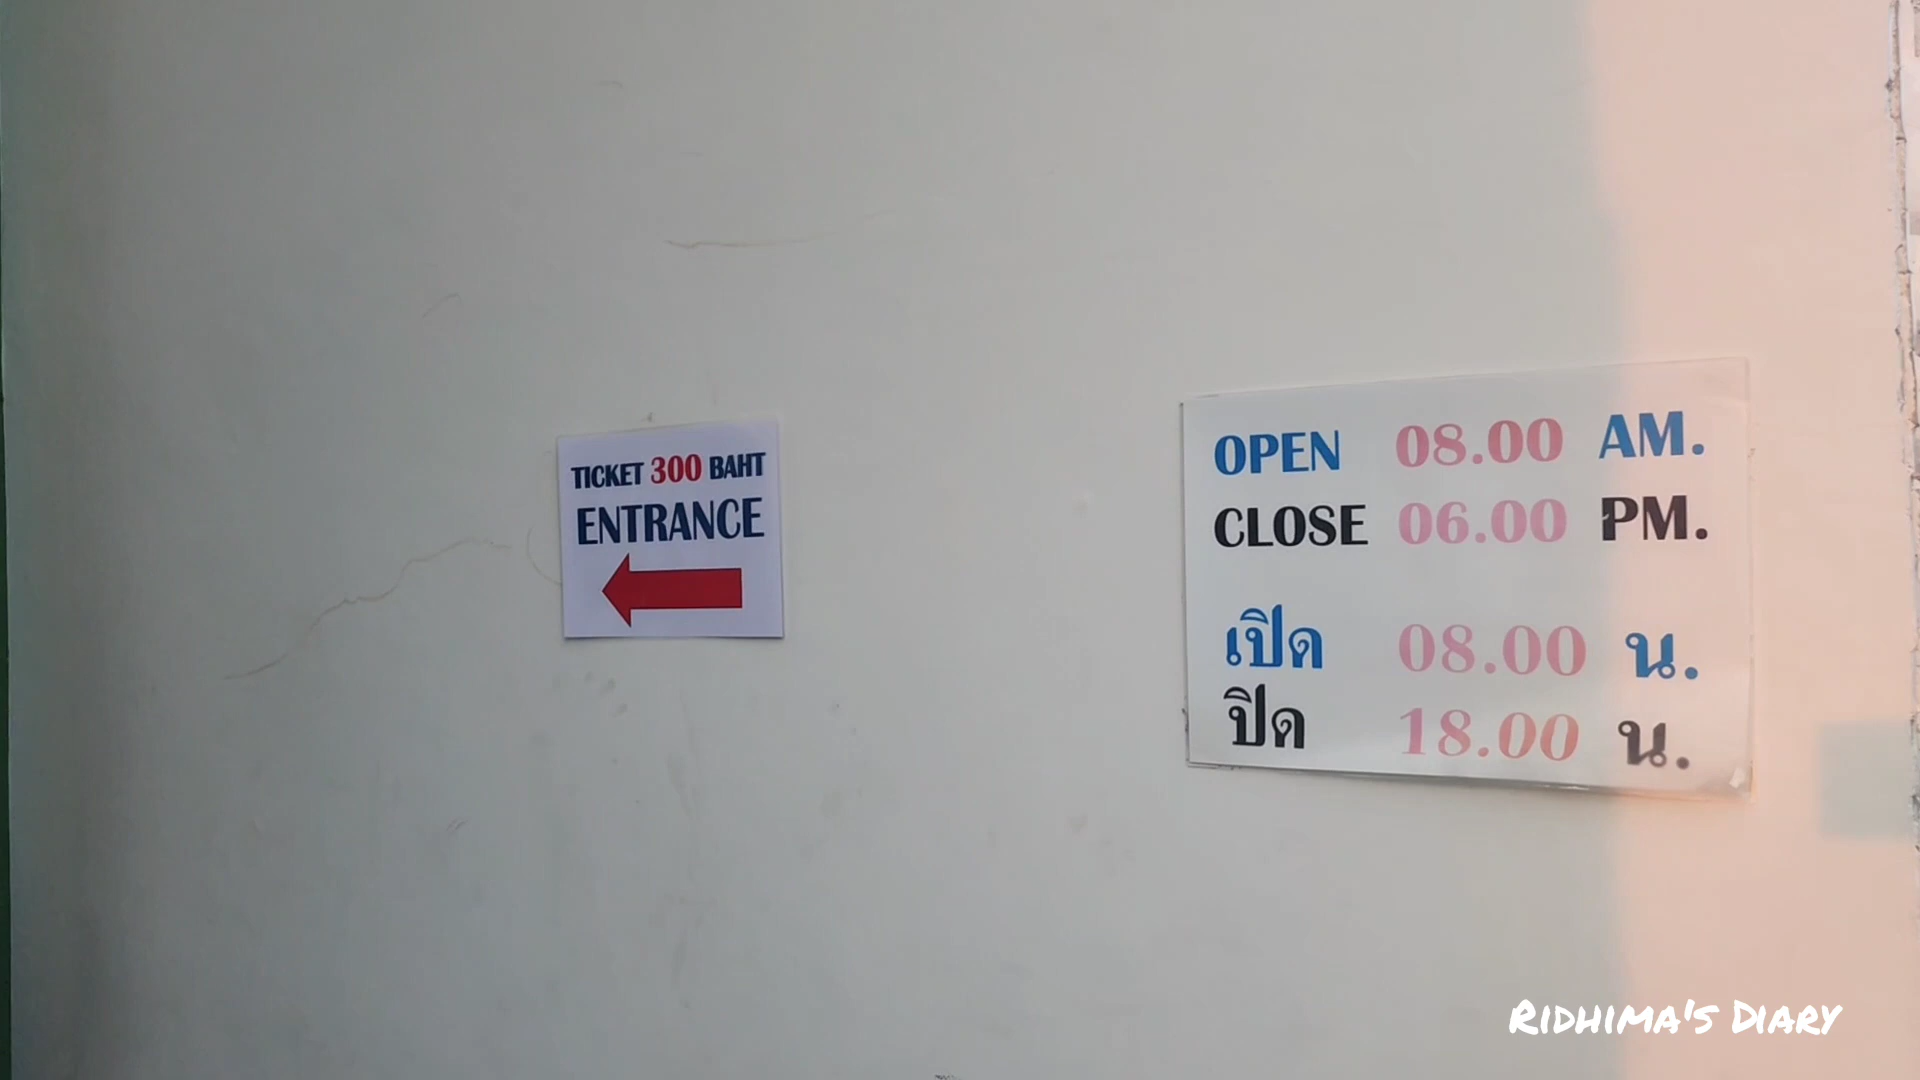 TICKET 300 BAHT
ENTRANCE
OPEN 08.00 AM.
CLOSE 06.00 PM.
เปิด 08.00 น.
ปิด 18.00 น.
RIDHIMA'S DIARY